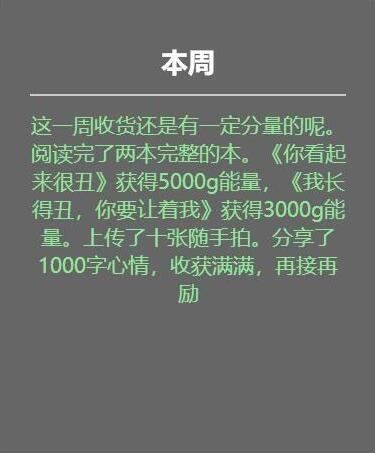 本周
这一周收货还是有一定分量的呢。
阅读完了两本完整的本。《你看起
来很丑》获得5000g能量，《我长
得丑，你要让着我》获得3000g能
量。上传了十张随手拍。分享了
1000字心情，收获满满，再接再
励